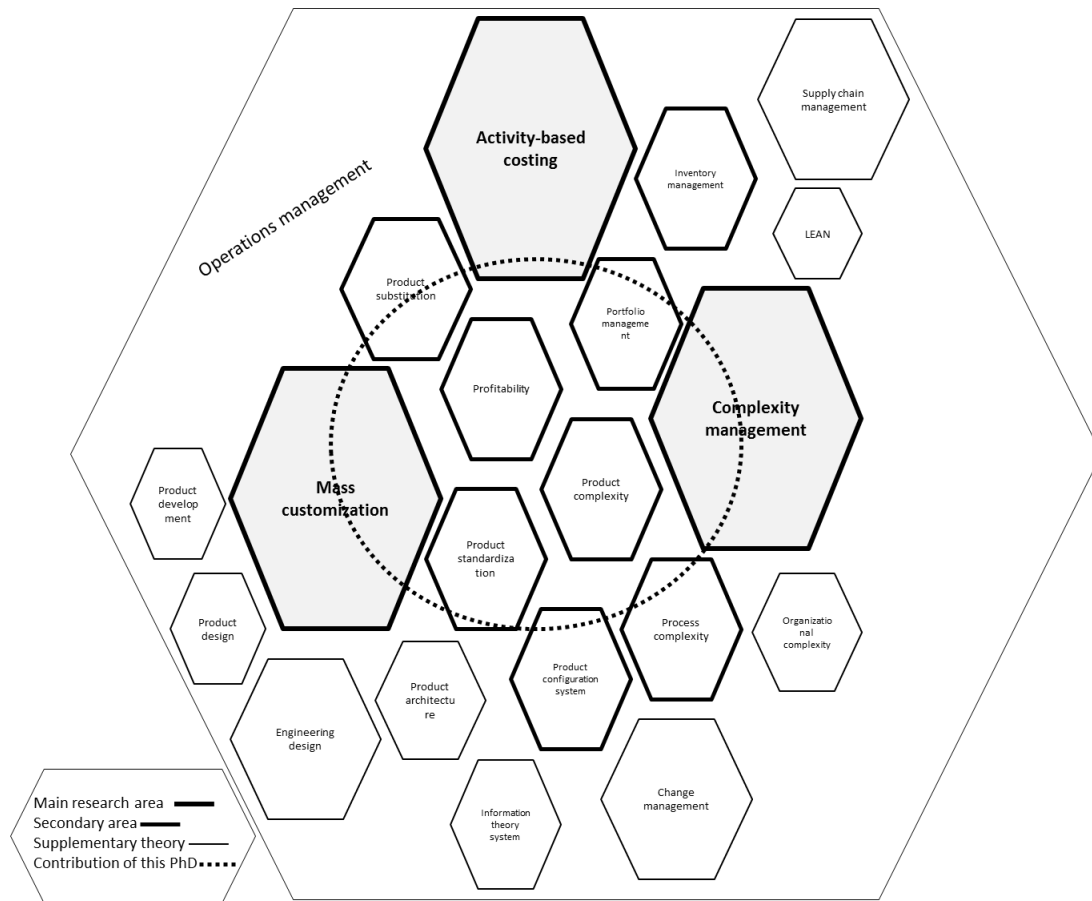 Supply chain
management
Activity-based
costing
Inventory
management
Operations management
LEAN
Product
substitution
Portfolio
manageme
nt
Profitability
Complexity
management
Mass
customization
Product
complexity
Product
develop
ment
Product
standardiza
tion
Product
design
Process
complexity
Organizatio
nal
complexity
Product
configuration
system
Product
architectu
re
Engineering
design
Change
management
Information
theory
system
Main research area
Secondary area
Supplementary theory
Contribution of this PhD